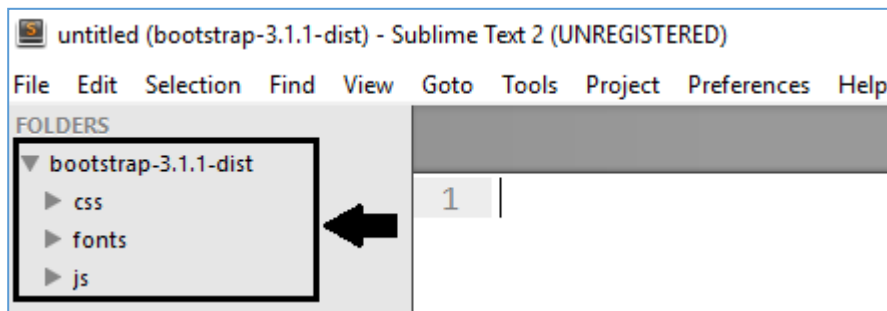 untitled (bootstrap-3.1.1-dist) - Sublime Text 2 (UNREGISTERED)
File Edit Selection Find View Goto Tools Project Preferences Help
FOLDERS
bootstrap-3.1.1-dist
css
1
fonts
js